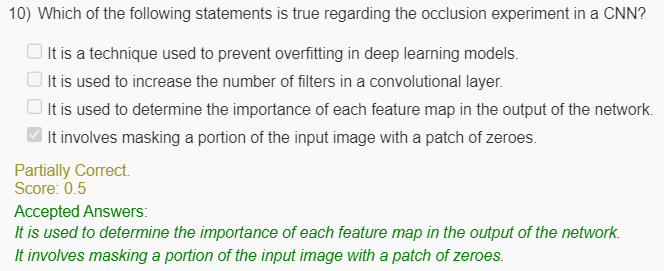 10) Which of the following statements is true regarding the occlusion experiment in a CNN?
It is a technique used to prevent overfitting in deep learning models.
It is used to increase the number of filters in a convolutional layer.
It is used to determine the importance of each feature map in the output of the network.
It involves masking a portion of the input image with a patch of zeroes.
Partially Correct.
Score: 0.5
Accepted Answers:
It is used to determine the importance of each feature map in the output of the network.
It involves masking a portion of the input image with a patch of zeroes.